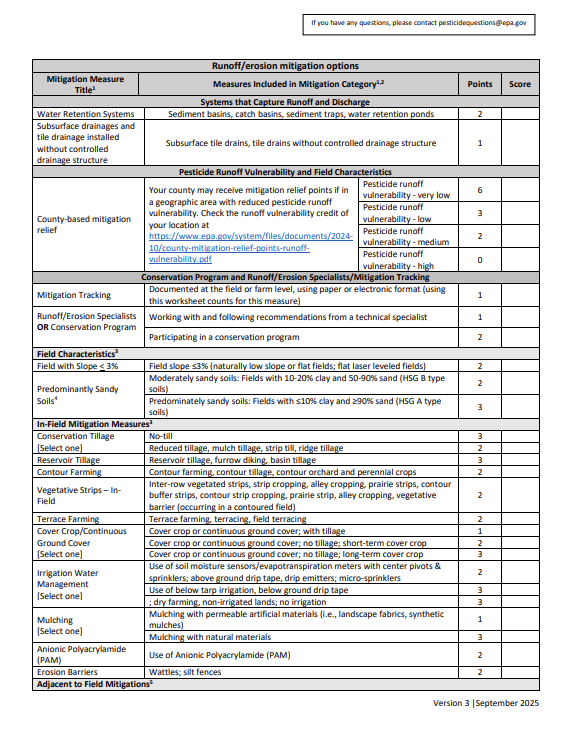 If you have any questions, please contact pesticidequestions@epa.gov
Runoff/erosion mitigation options
Mitigation Measure
Title1
Measures Included in Mitigation Category1,2
Points
Score
Systems that Capture Runoff and Discharge
Water Retention Systems
Sediment basins, catch basins, sediment traps, water retention ponds
2
Subsurface drainages and
tile drainage installed
without controlled
drainage structure
Subsurface tile drains, tile drains without controlled drainage structure
1
Pesticide Runoff Vulnerability and Field Characteristics
County-based mitigation
relief
Your county may receive mitigation relief points if in
a geographic area with reduced pesticide runoff
vulnerability. Check the runoff vulnerability credit of
your location at
https://www.epa.gov/system/files/documents/2024-
10/county-mitigation-relief-points-runoff-
vulnerability.pdf
Pesticide runoff
vulnerability - very low
6
Pesticide runoff
vulnerability - low
3
Pesticide runoff
vulnerability - medium
2
Pesticide runoff
vulnerability - high
0
Conservation Program and Runoff/Erosion Specialists/Mitigation Tracking
Mitigation Tracking
Documented at the field or farm level, using paper or electronic format (using
this worksheet counts for this measure)
1
Runoff/Erosion Specialists
OR Conservation Program
Working with and following recommendations from a technical specialist
1
Participating in a conservation program
2
Field Characteristics3
Field with Slope ≤ 3%
Field slope ≤3% (naturally low slope or flat fields; flat laser leveled fields)
2
Predominantly Sandy
Soils4
Moderately sandy soils: Fields with 10-20% clay and 50-90% sand (HSG B type
soils)
2
Predominately sandy soils: Fields with ≤10% clay and ≥90% sand (HSG A type
soils)
3
In-Field Mitigation Measures3
Conservation Tillage
[Select one]
No-till
3
Reduced tillage, mulch tillage, strip till, ridge tillage
2
Reservoir Tillage
Reservoir tillage, furrow diking, basin tillage
3
Contour Farming
Contour farming, contour tillage, contour orchard and perennial crops
2
Vegetative Strips – In-
Field
Inter-row vegetated strips, strip cropping, alley cropping, prairie strips, contour
buffer strips, contour strip cropping, prairie strip, alley cropping, vegetative
barrier (occurring in a contoured field)
2
Terrace Farming
Terrace farming, terracing, field terracing
2
Cover Crop/Continuous
Ground Cover
[Select one]
Cover crop or continuous ground cover; with tillage
1
Cover crop or continuous ground cover; no tillage; short-term cover crop
2
Cover crop or continuous ground cover; no tillage; long-term cover crop
3
Irrigation Water
Management
[Select one]
Use of soil moisture sensors/evapotranspiration meters with center pivots &
sprinklers; above ground drip tape, drip emitters; micro-sprinklers
2
Use of below tarp irrigation, below ground drip tape
3
; dry farming, non-irrigated lands; no irrigation
3
Mulching
[Select one]
Mulching with permeable artificial materials (i.e., landscape fabrics, synthetic
mulches)
1
Mulching with natural materials
3
Anionic Polyacrylamide
(PAM)
Use of Anionic Polyacrylamide (PAM)
2
Erosion Barriers
Wattles; silt fences
2
Adjacent to Field Mitigations5
Version 3 |September 2025